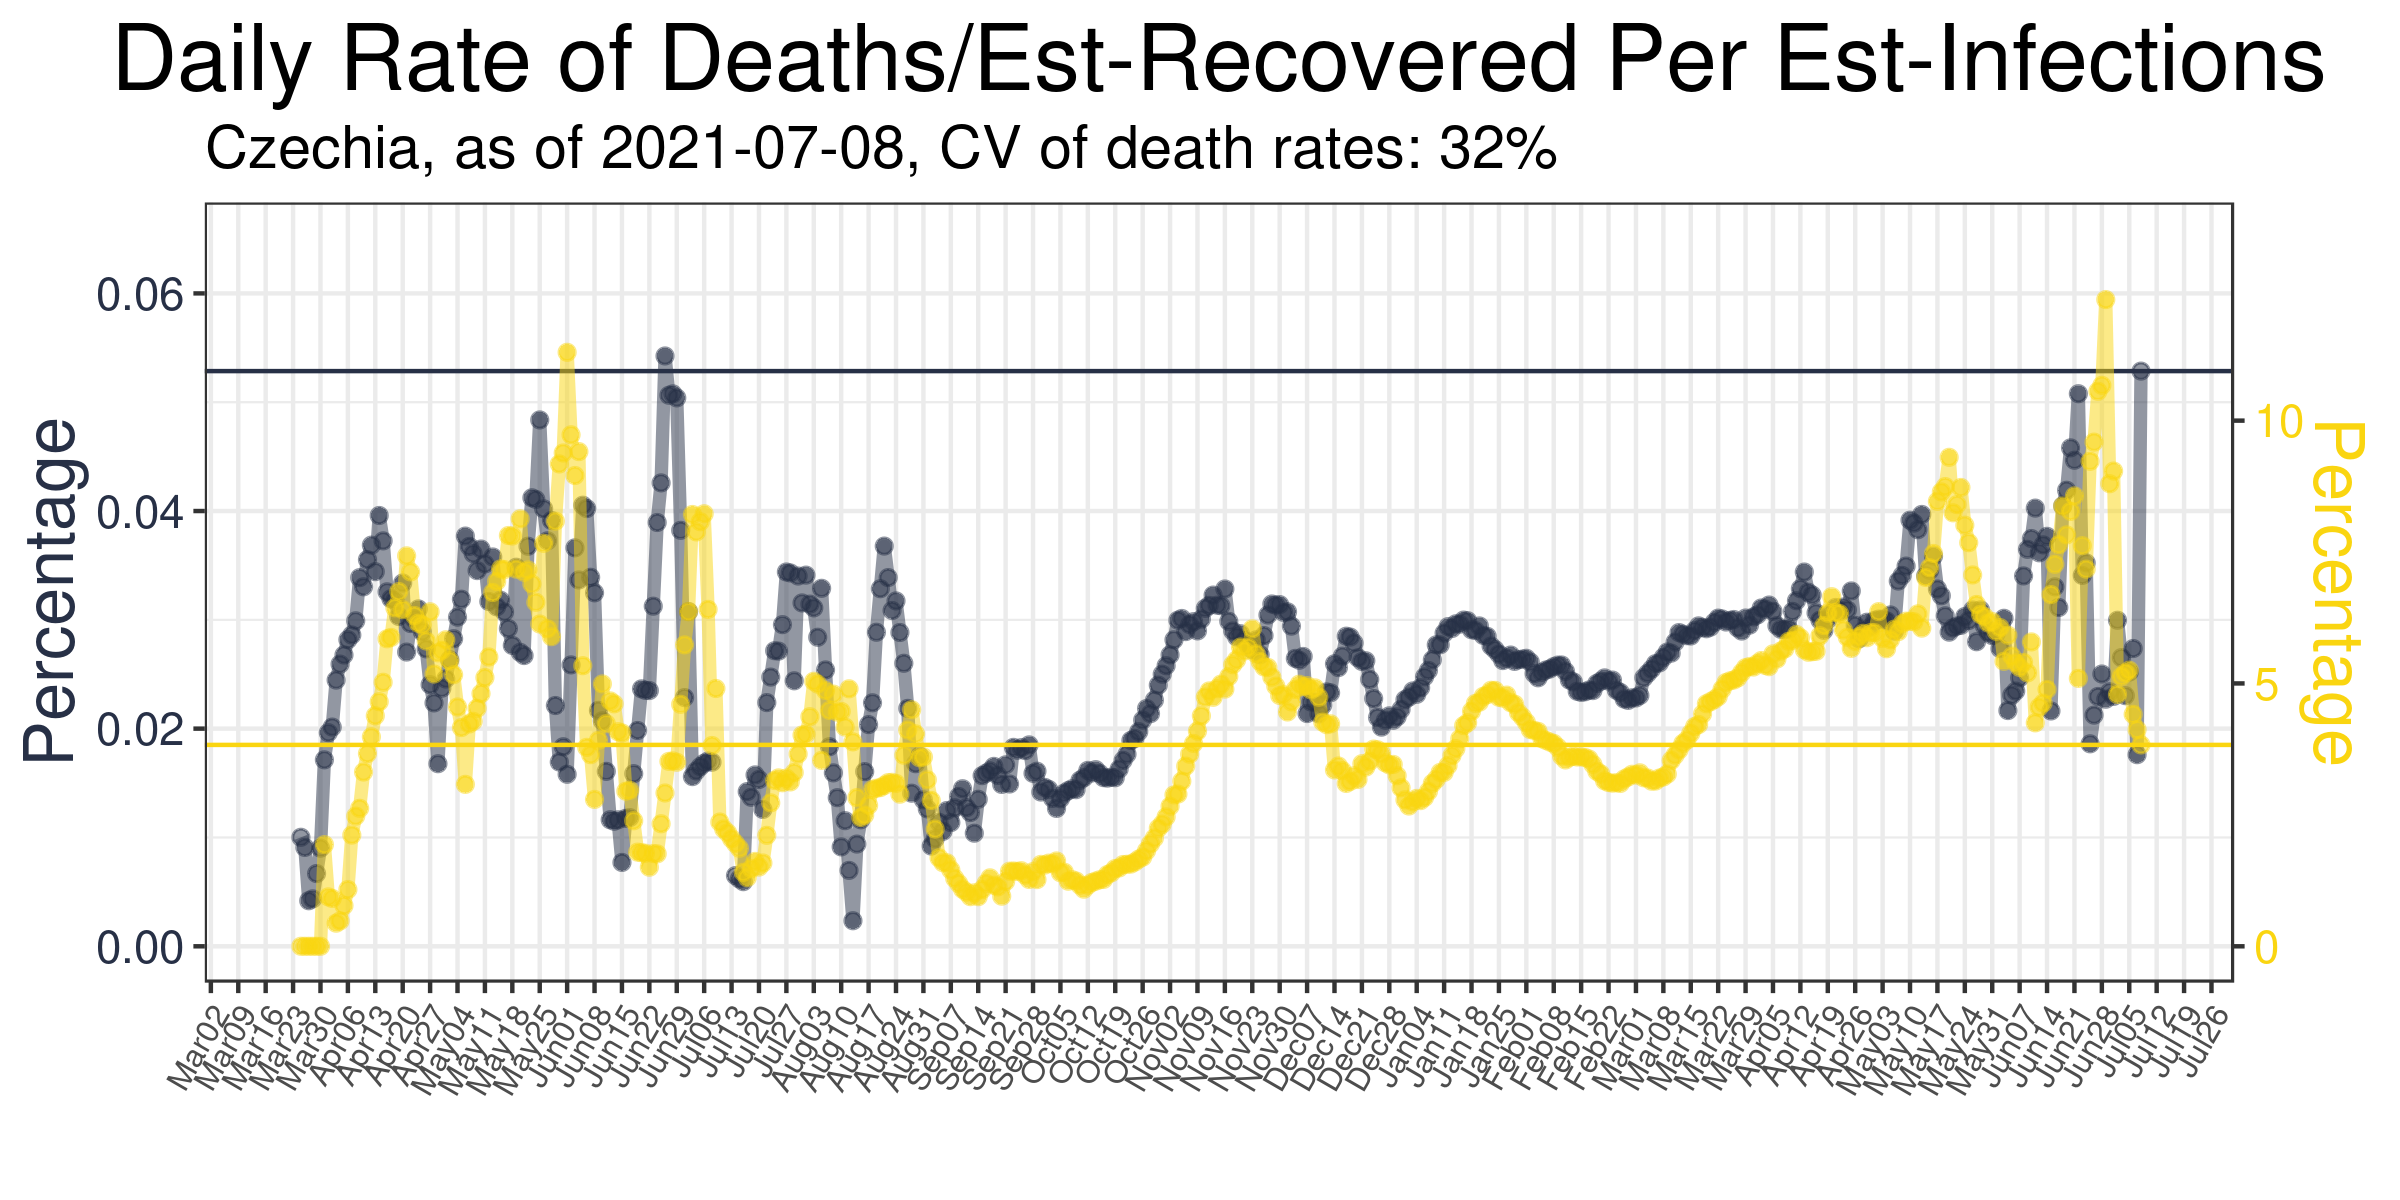 Daily Rate of Deaths/Est-Recovered Per Est-Infections
Czechia, as of 2021-07-08, CV of death rates: 32%
Percentage
0.06
0.04
0.02
0.00
10
5
0
Percentage
Mar02
Mar09
Mar16
Mar23
Mar30
Apr06
Apr13
Apr20
Apr27
May04
May11
May18
May25
Jun01
Jun08
Jun15
Jun22
Jun29
Jul06
Jul13
Jul20
Jul27
Aug03
Aug10
Aug17
Aug24
Aug31
Sep07
Sep14
Sep21
Sep28
Oct05
Oct12
Oct19
Oct26
Nov02
Nov09
Nov16
Nov23
Nov30
Dec07
Dec14
Dec21
Dec28
Jan04
Jan11
Jan18
Jan25
Feb01
Feb08
Feb15
Feb22
Mar01
Mar08
Mar15
Mar22
Mar29
Apr05
Apr12
Apr19
Apr26
May03
May10
May17
May24
May31
Jun07
Jun14
Jun21
Jun28
Jul05
Jul12
Jul19
Jul26